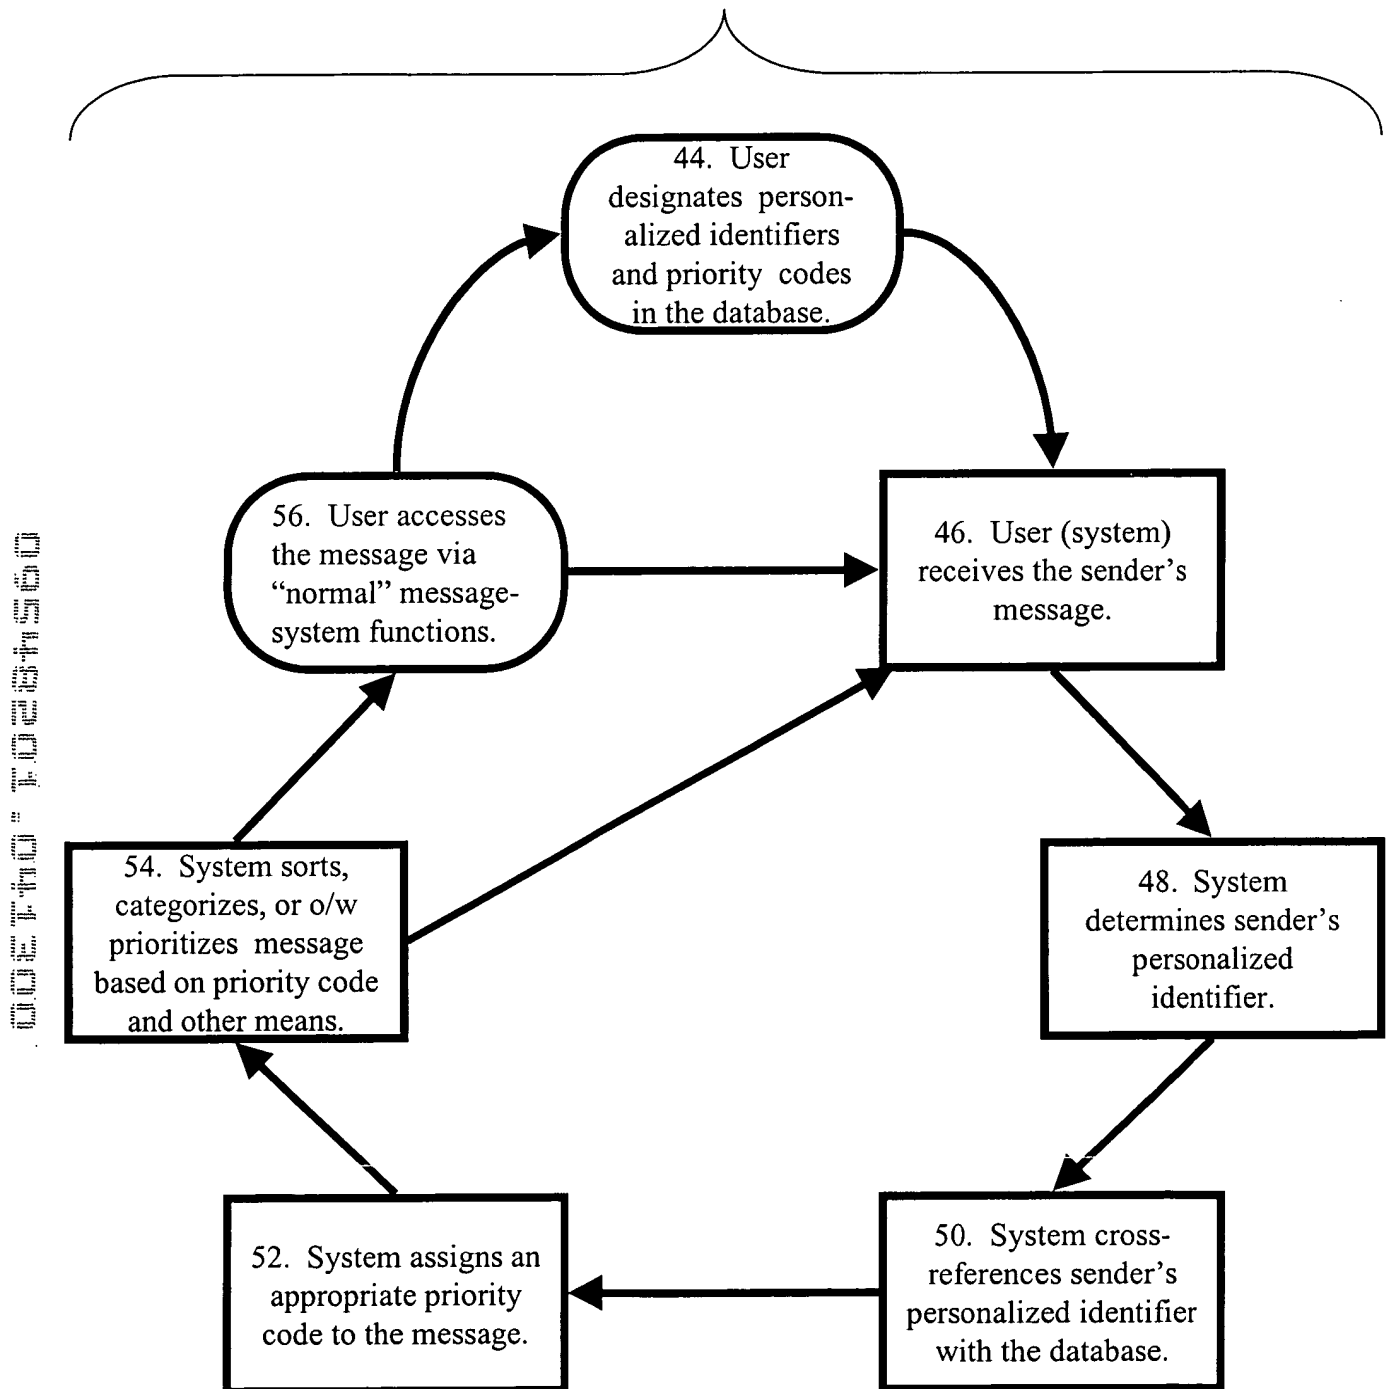 44. User
designates person-
alized identifiers
and priority codes
in the database.
56. User accesses
the message via
“normal” message-
system functions.
46. User (system)
receives the sender’s
message.
54. System sorts,
categorizes, or o/w
prioritizes message
based on priority code
and other means.
48. System
determines sender’s
personalized
identifier.
52. System assigns an
appropriate priority
code to the message.
50. System cross-
references sender’s
personalized identifier
with the database.